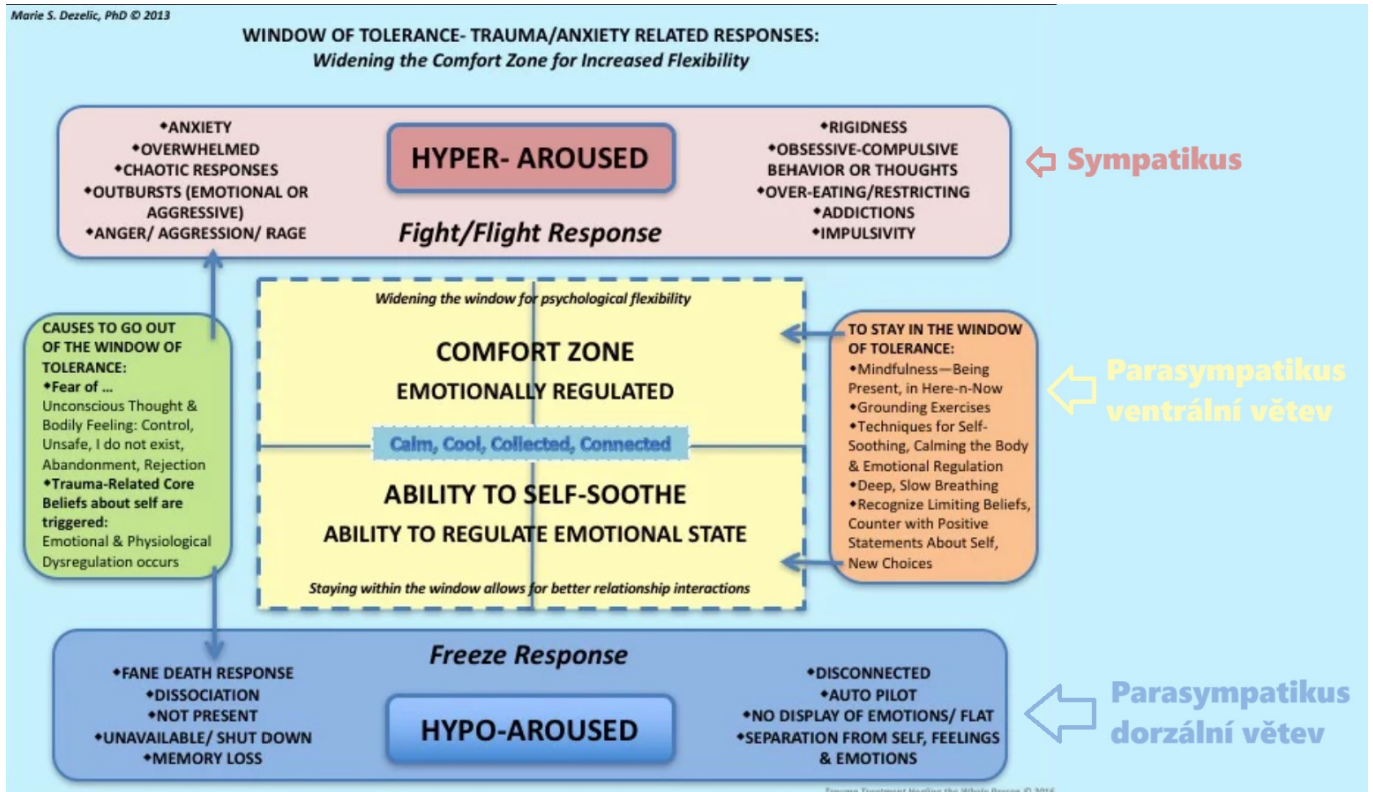 Marie S. Dezelic, PhD © 2013
WINDOW OF TOLERANCE- TRAUMA/ANXIETY RELATED RESPONSES:
Widening the Comfort Zone for Increased Flexibility
◆ANXIETY
◆OVERWHELMED
◆CHAOTIC RESPONSES
◆OUTBURSTS (EMOTIONAL OR
AGGRESSIVE)
◆ANGER/ AGGRESSION/ RAGE
HYPER- AROUSED
Fight/Flight Response
◆RIGIDNESS
◆OBSESSIVE-COMPULSIVE
BEHAVIOR OR THOUGHTS
◆OVER-EATING/RESTRICTING
◆ADDICTIONS
◆IMPULSIVITY
Sympatikus
CAUSES TO GO OUT
OF THE WINDOW OF
TOLERANCE:
◆Fear of ...
Unconscious Thought &
Bodily Feeling: Control,
Unsafe, I do not exist,
Abandonment, Rejection
◆Trauma-Related Core
Beliefs about self are
triggered:
Emotional & Physiological
Dysregulation occurs
Widening the window for psychological flexibility
COMFORT ZONE
EMOTIONALLY REGULATED
Calm, Cool, Collected, Connected
ABILITY TO SELF-SOOTHE
ABILITY TO REGULATE EMOTIONAL STATE
Staying within the window allows for better relationship interactions
TO STAY IN THE WINDOW
OF TOLERANCE:
◆Mindfulness—Being
Present, in Here-n-Now
◆Grounding Exercises
◆Techniques for Self-
Soothing, Calming the Body
& Emotional Regulation
◆Deep, Slow Breathing
◆Recognize Limiting Beliefs,
Counter with Positive
Statements About Self,
New Choices
Parasympatikus
ventrální větev
◆FANE DEATH RESPONSE
◆DISSOCIATION
◆NOT PRESENT
◆UNAVAILABLE/ SHUT DOWN
◆MEMORY LOSS
Freeze Response
HYPO-AROUSED
◆DISCONNECTED
◆AUTO PILOT
◆NO DISPLAY OF EMOTIONS/ FLAT
◆SEPARATION FROM SELF, FEELINGS
& EMOTIONS
Parasympatikus
dorzální větev
Trauma Treatment Healing the Whole Person © 2016